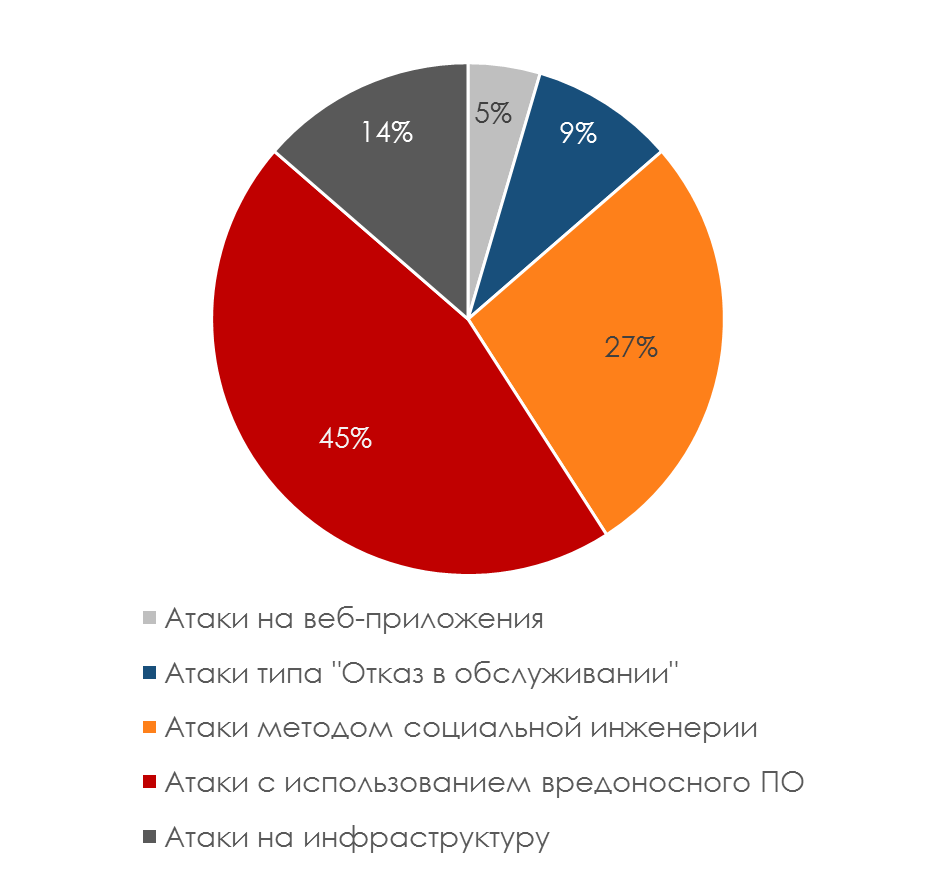 5%
9%
14%
27%
45%
Атаки на веб-приложения
Атаки типа "Отказ в обслуживании"
Атаки методом социальной инженерии
Атаки с использованием вредоносного ПО
Атаки на инфраструктуру